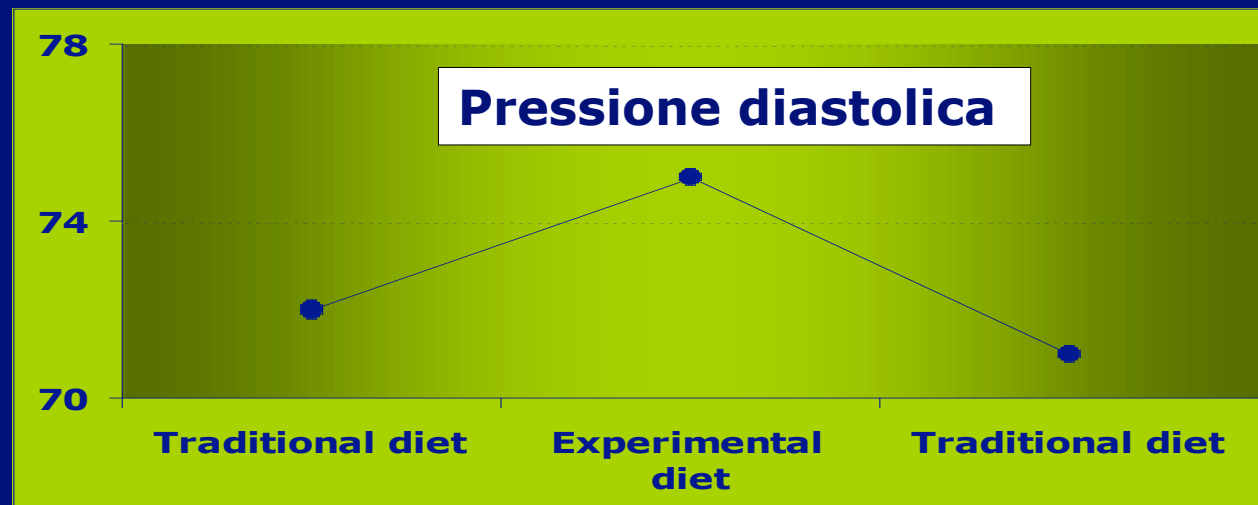 78
Pressione diastolica
74
70
Traditional diet
Experimental
diet
Traditional diet